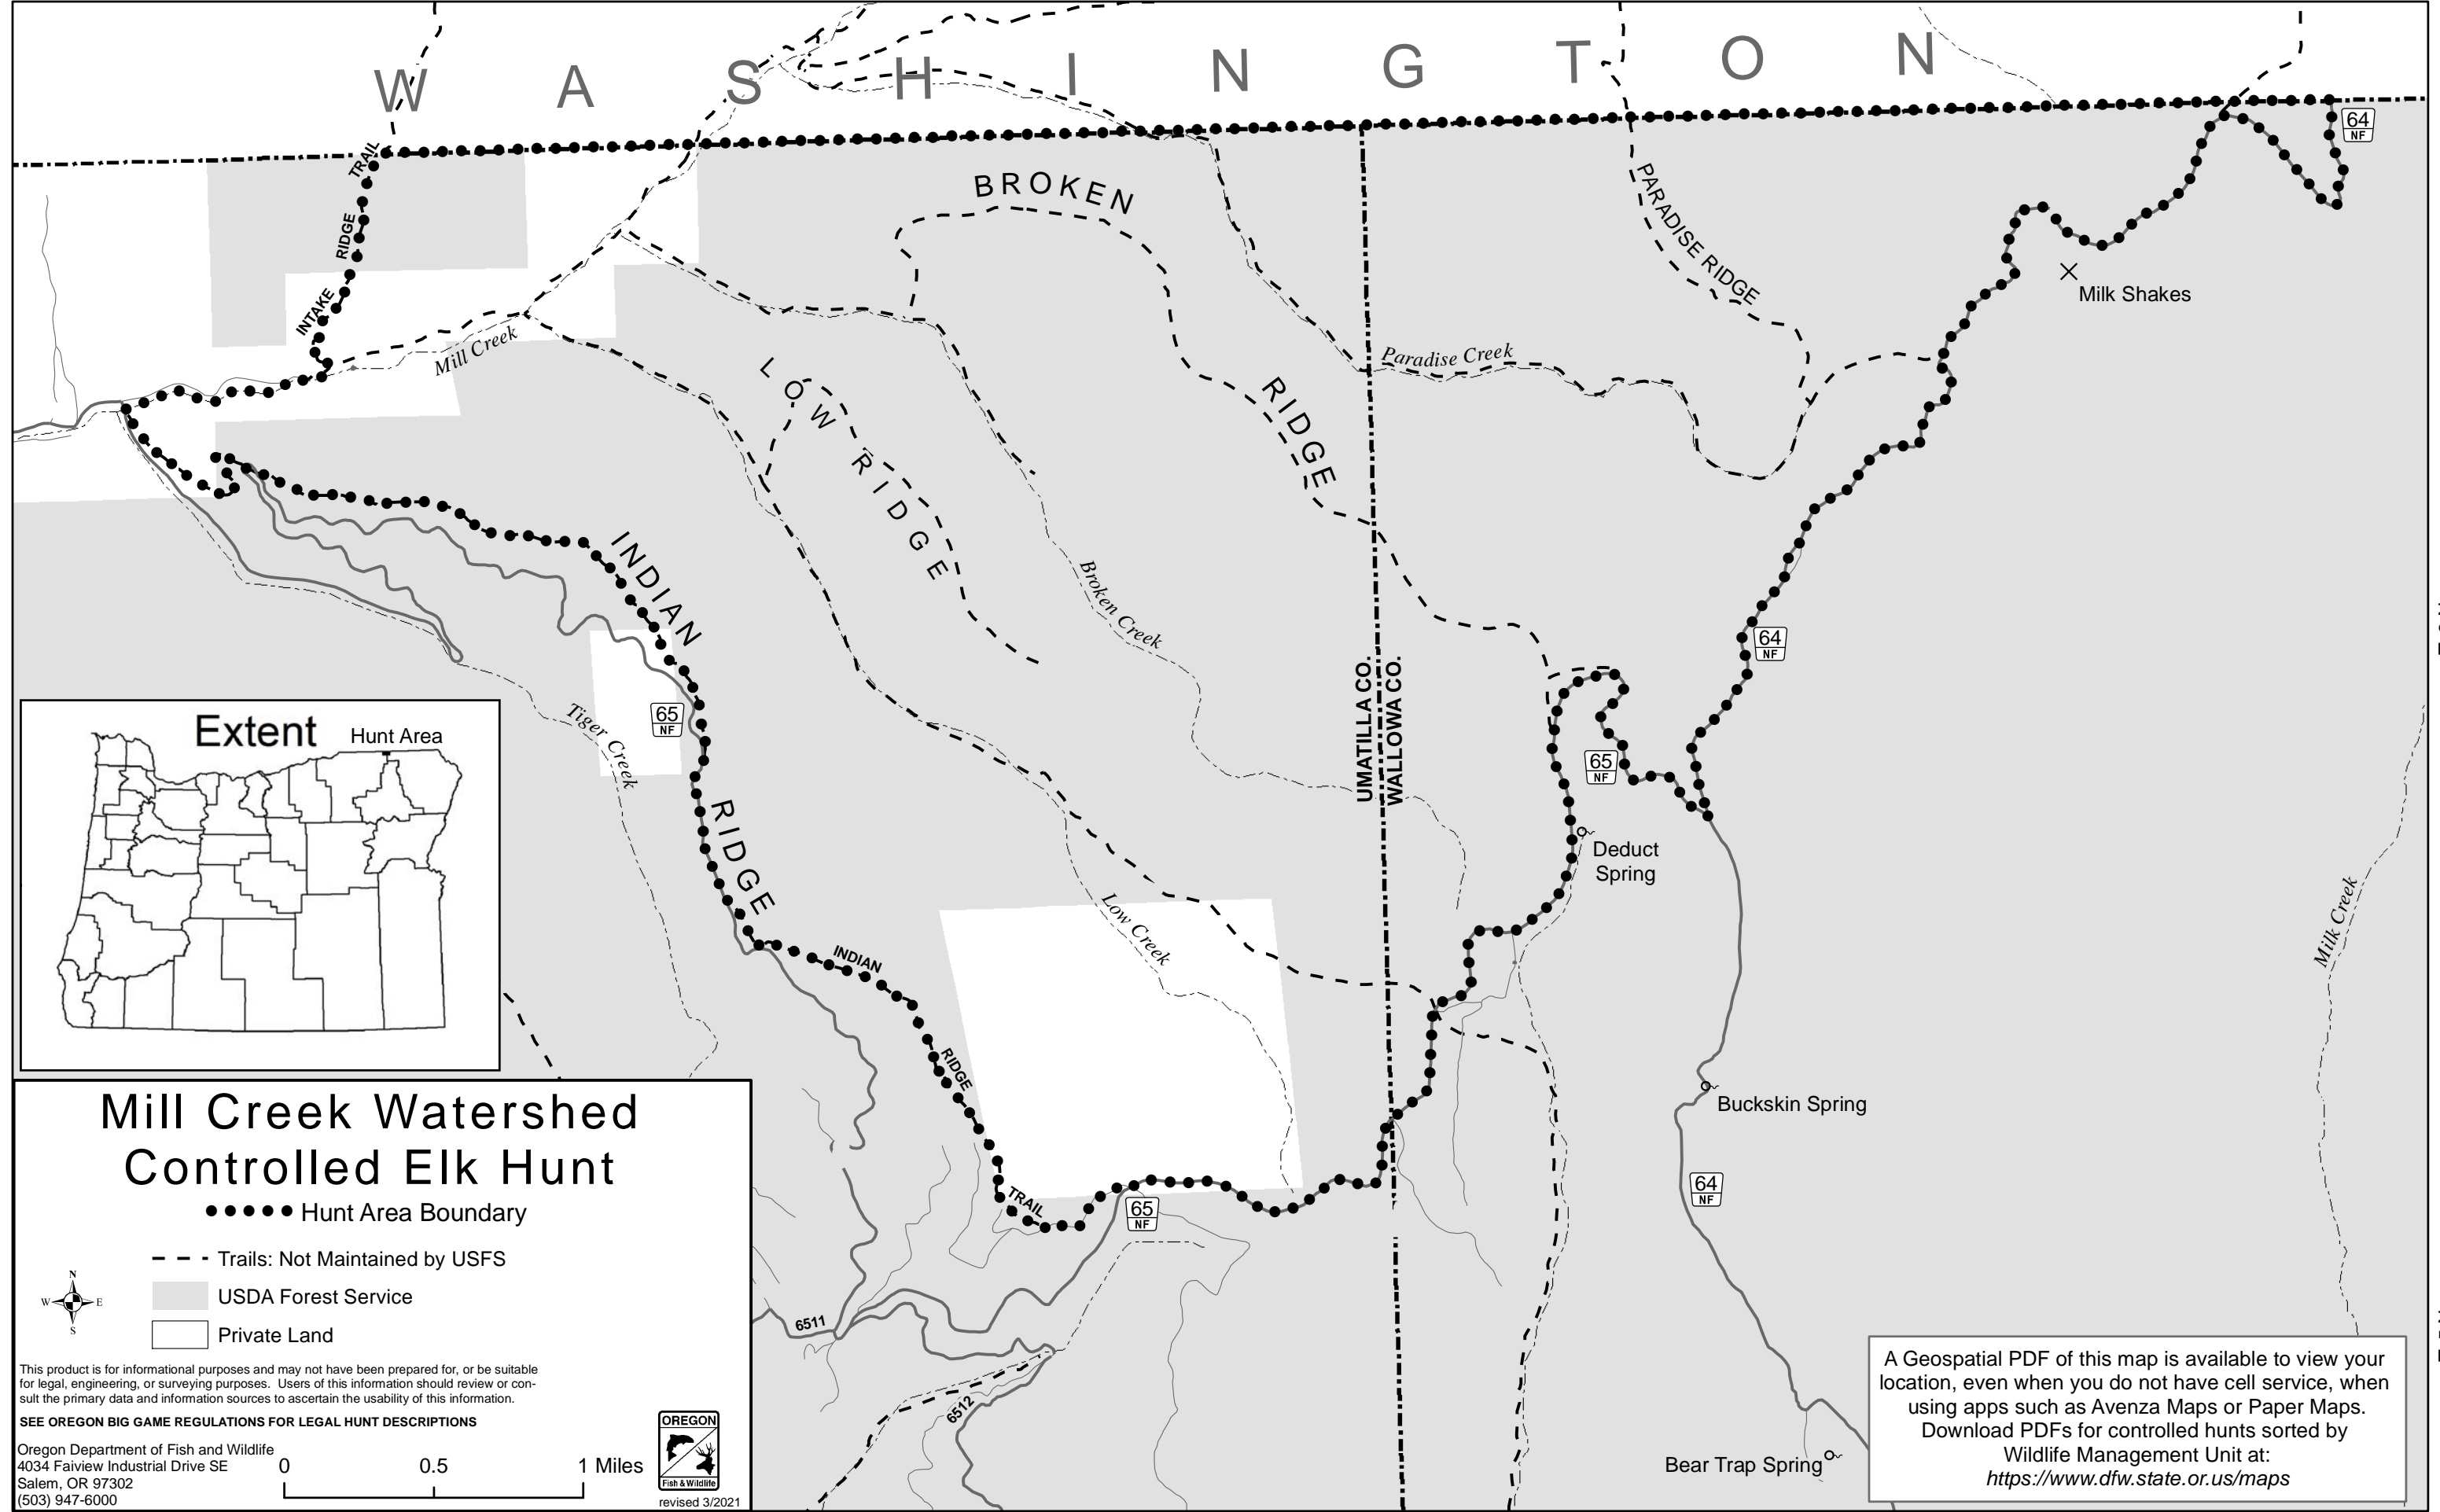 W A S H I N G T O N
64
NF
TRAIL
RIDGE
INTAKE
BROKEN
RIDGE
PARADISE RIDGE
Milk Shakes
Mill Creek
Paradise Creek
LOW
RIDGE
INDIAN
RIDGE
Broken Creek
64
NF
UMATILLA CO.
WALLOWA CO.
65
NF
Tiger Creek
65
NF
Deduct
Spring
Extent
Hunt Area
Low Creek
Milk Creek
INDIAN
RIDGE
TRAIL
Buckskin Spring
64
NF
65
NF
6511
6512
Bear Trap Spring
Mill Creek Watershed
Controlled Elk Hunt
Hunt Area Boundary
Trails: Not Maintained by USFS
USDA Forest Service
Private Land
N
W E
S
This product is for informational purposes and may not have been prepared for, or be suitable
for legal, engineering, or surveying purposes. Users of this information should review or con-
sult the primary data and information sources to ascertain the usability of this information.
SEE OREGON BIG GAME REGULATIONS FOR LEGAL HUNT DESCRIPTIONS
Oregon Department of Fish and Wildlife
4034 Faiview Industrial Drive SE
Salem, OR 97302
(503) 947-6000
0 0.5 1 Miles
OREGON
Fish & Wildlife
revised 3/2021
A Geospatial PDF of this map is available to view your
location, even when you do not have cell service, when
using apps such as Avenza Maps or Paper Maps.
Download PDFs for controlled hunts sorted by
Wildlife Management Unit at:
https://www.dfw.state.or.us/maps